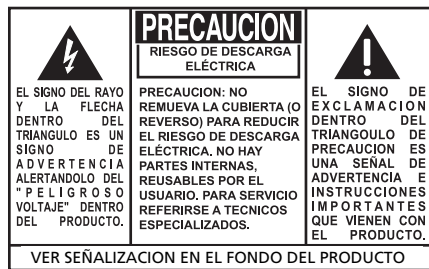 EL SIGNO DEL RAYO
Y LA FLECHA
DENTRO DEL
TRIANGULO ES UN
SIGNO DE
ADVERTENCIA
ALERTANDOLO DEL
"PELIGROSO
VOLTAJE" DENTRO
DEL PRODUCTO.
PRECAUCION
RIESGO DE DESCARGA
ELÉCTRICA
PRECAUCION: NO
REMUEVA LA CUBIERTA (O
REVERSO) PARA REDUCIR
EL RIESGO DE DESCARGA
ELÉCTRICA. NO HAY
PARTES INTERNAS,
REUSABLES POR EL
USUARIO. PARA SERVICIO
REFERIRSE A TECNICOS
ESPECIALIZADOS.
EL SIGNO DE
EXCLAMACION
DENTRO DEL
TRIANGOULO DE
PRECAUCION ES
UNA SEÑAL DE
ADVERTENCIA E
INSTRUCCIONES
IMPORTANTES
QUE VIENEN CON
EL PRODUCTO.
VER SEÑALIZACION EN EL FONDO DEL PRODUCTO